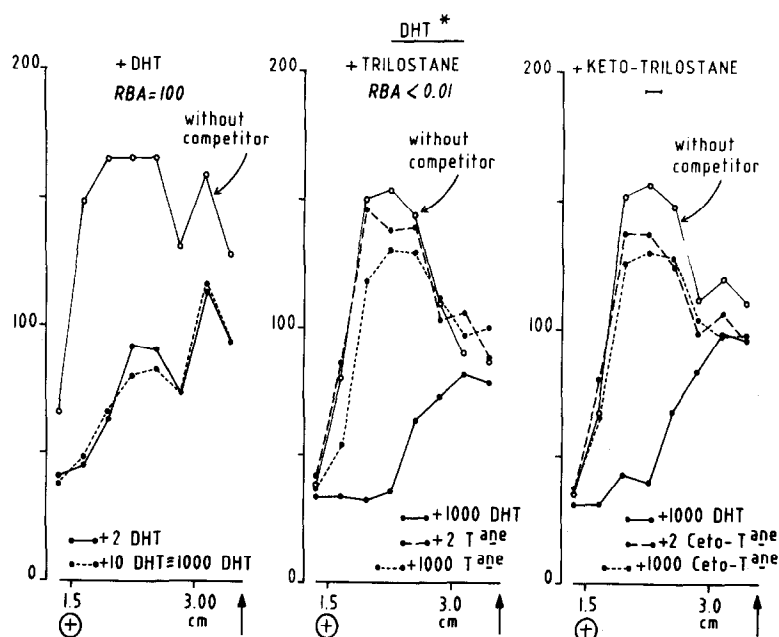 DHT *
+ DHT
RBA = 100
without
competitor
200
100
0
+2 DHT
+10 DHT≡1000 DHT
1.5
3.00
cm
+
+ TRILOSTANE
RBA < 0.01
without
competitor
200
100
0
+1000 DHT
+2 Tane
+1000 Tane
1.5
3.0
cm
+
+ KETO-TRILOSTANE
without
competitor
200
100
0
+1000 DHT
+2 Ceto-Tane
+1000 Ceto-Tane
1.5
3.0
cm
+